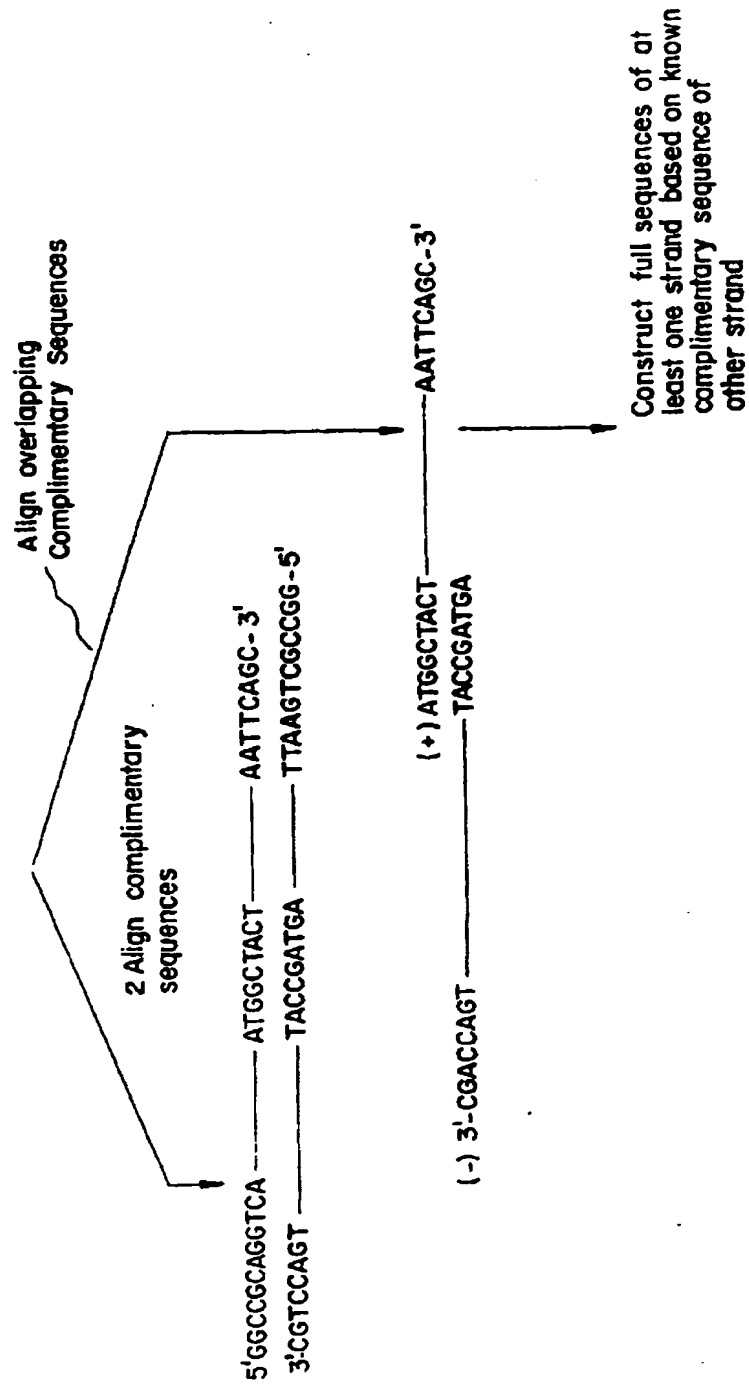 Align overlapping
Complimentary Sequences
2 Align complimentary
sequences
5'GGCCGCAGGTCA ATGGCTACT AATTCAGC-3'
3'-CGTCCAGT TACCGATGA TTAAGTCGCCGG-5'
(+) ATGGCTACT AATTCAGC-3'
(-) 3'-CGACCAGT TACCGATGA
Construct full sequences of at
least one strand based on known
complimentary sequence of
other strand